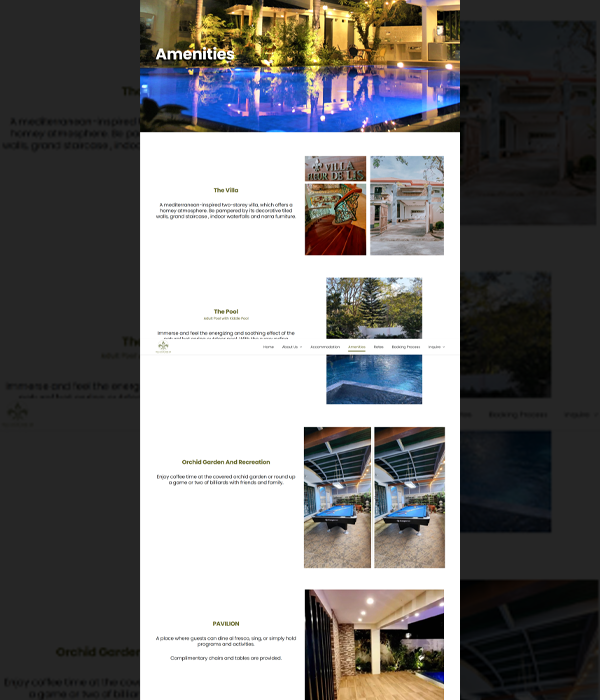 Amenities
The Villa
A mediterranean-inspired two-storey villa, which offers a
homey atmosphere. Be pampered by its decorative tiled
walls, grand staircase , indoor waterfalls and narra furniture.
VILLA
FLEUR DE LIS
The Pool
Adult Pool with Kiddie Pool
Immerse and feel the energizing and soothing effect of the
Home
About Us
Accommodation
Amenities
Rates
Booking Process
Inquire
Orchid Garden And Recreation
Enjoy coffee time at the covered orchid garden or round up
a game or two of billiards with friends and family.
PAVILION
A place where guests can dine al fresco, sing, or simply hold
programs and activities.
Complimentary chairs and tables are provided.